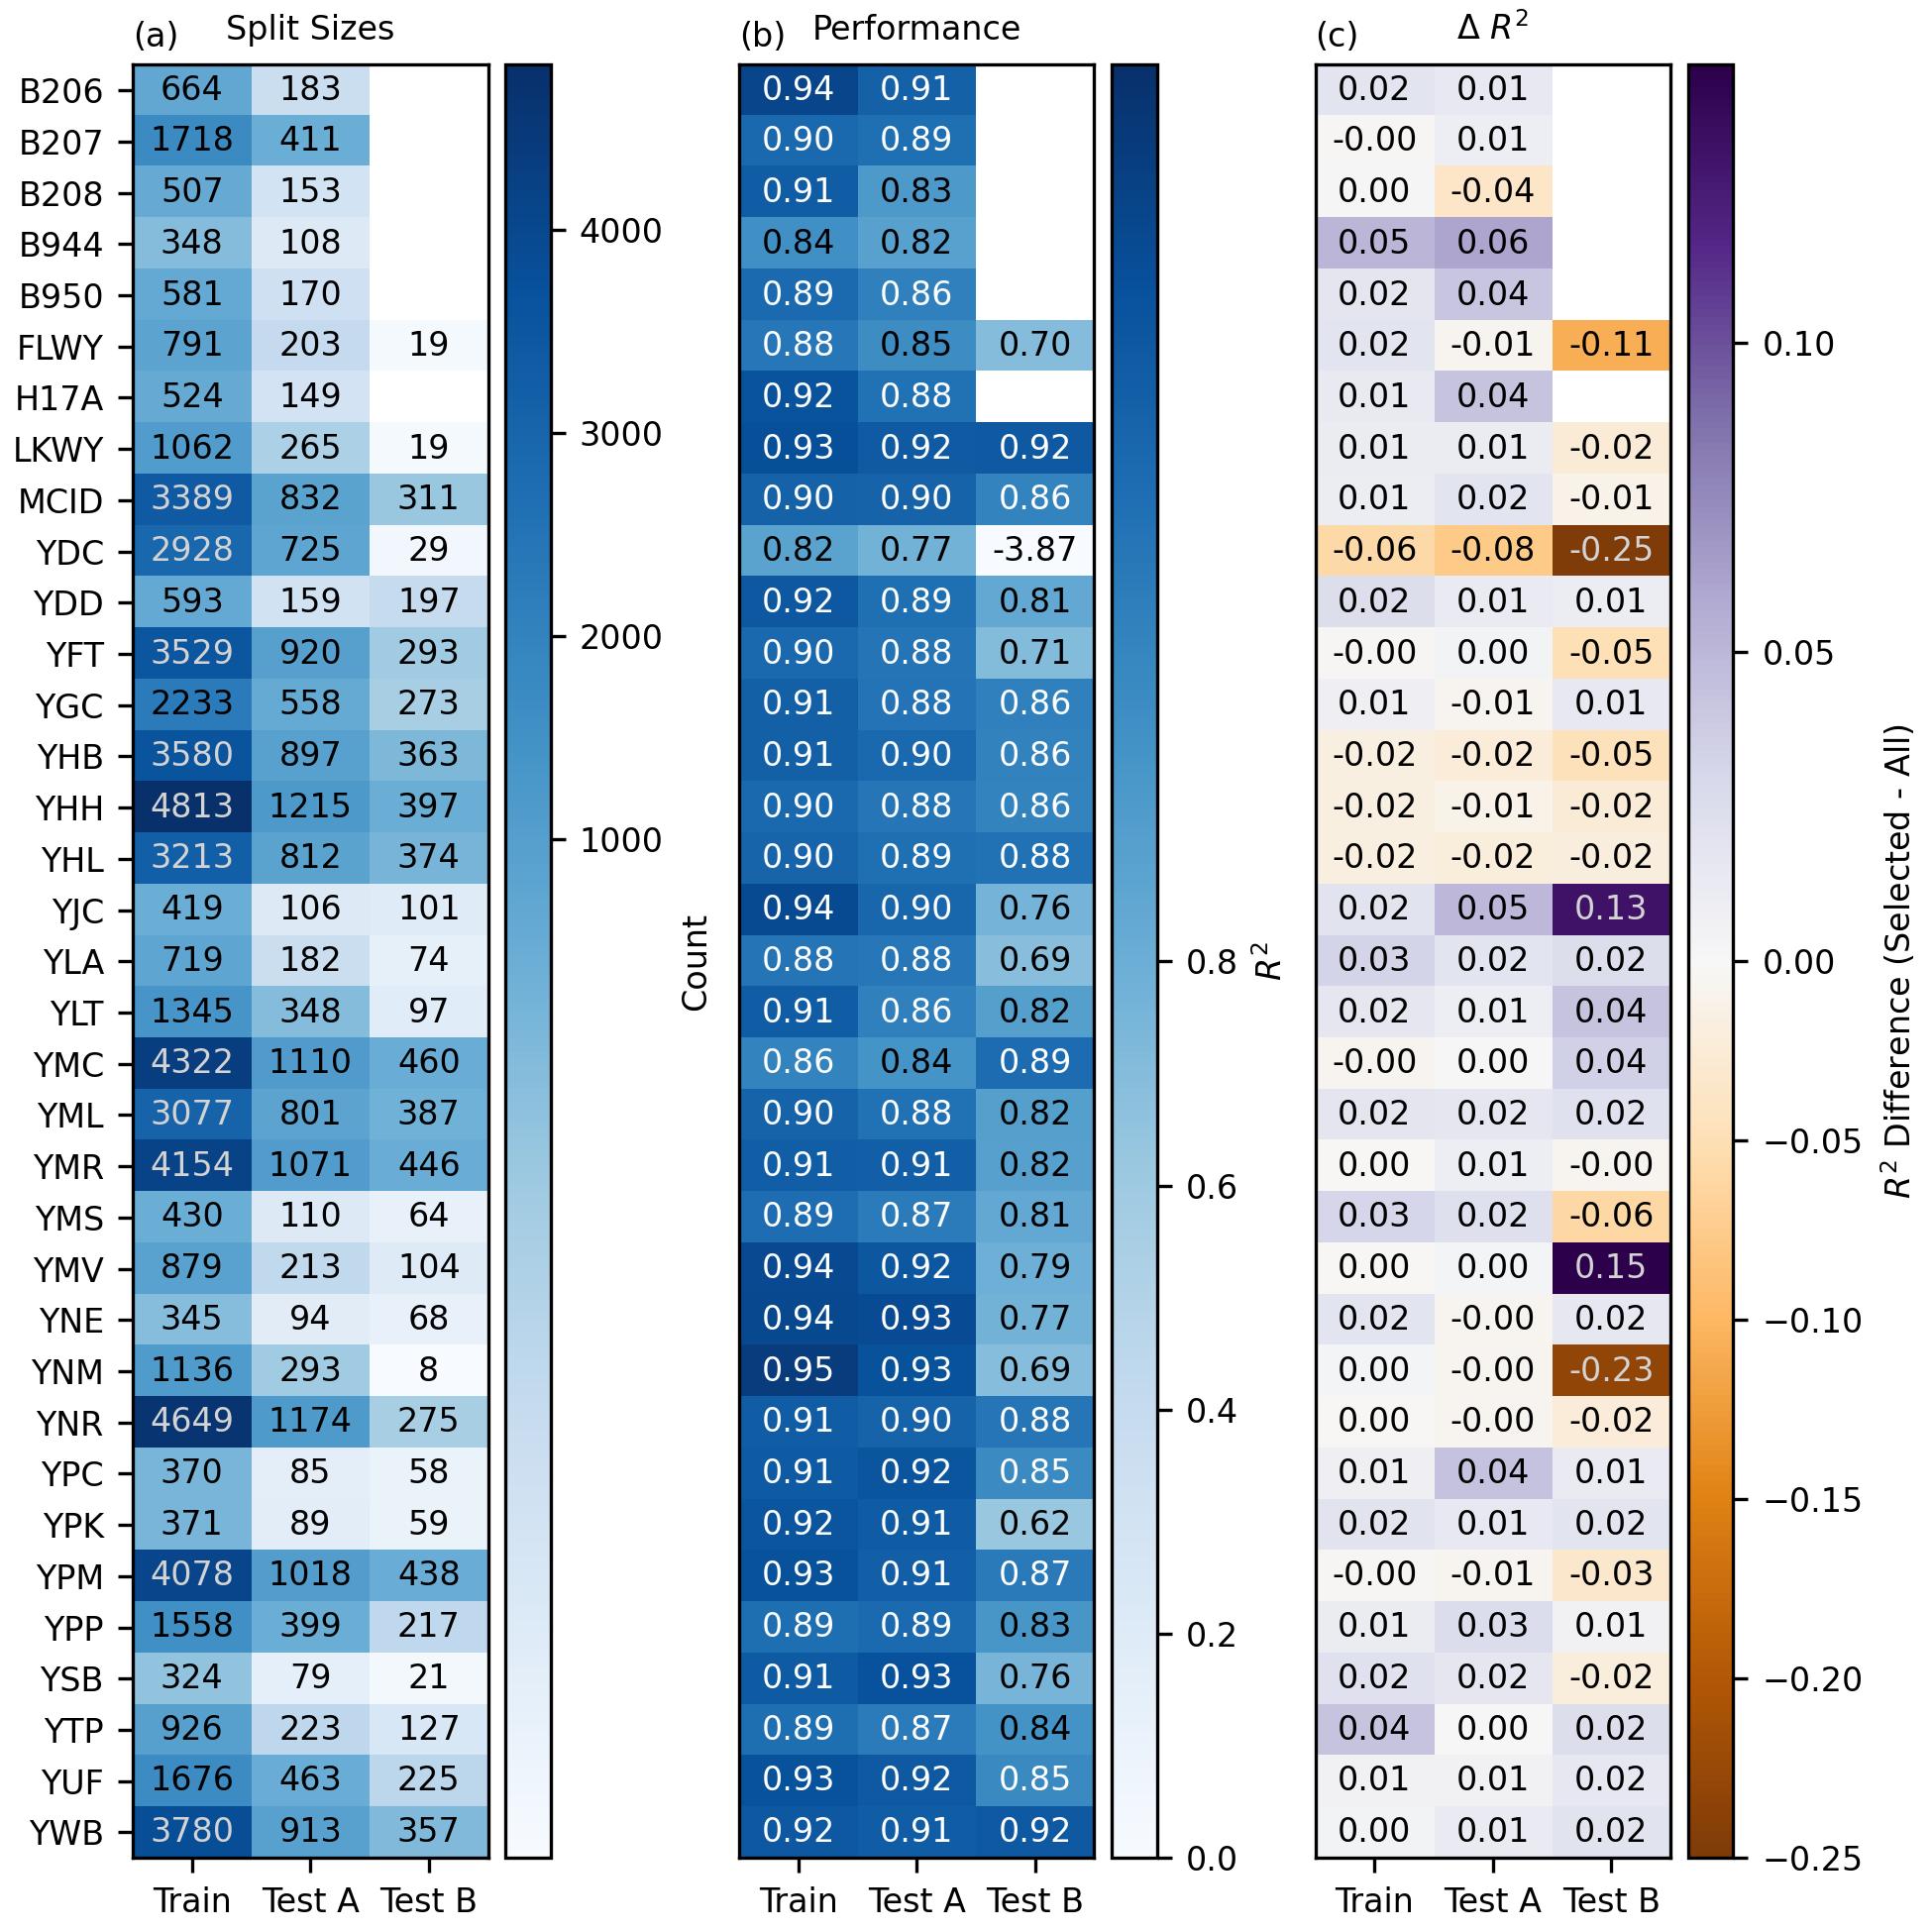 (a) Split Sizes (b) Performance (c) Δ R²
B206 664 183 0.94 0.91 0.02 0.01
B207 1718 411 0.90 0.89 -0.00 0.01
B208 507 153 0.91 0.83 0.00 -0.04
B944 348 108 0.84 0.82 0.05 0.06
B950 581 170 0.89 0.86 0.02 0.04
FLWY 791 203 19 0.88 0.85 0.70 0.02 -0.01 -0.11
H17A 524 149 0.92 0.88 0.01 0.04
LKWY 1062 265 19 0.93 0.92 0.92 0.01 0.01 -0.02
MCID 3389 832 311 0.90 0.90 0.86 0.01 0.02 -0.01
YDC 2928 725 29 0.82 0.77 -3.87 -0.06 -0.08 -0.25
YDD 593 159 197 0.92 0.89 0.81 0.02 0.01 0.01
YFT 3529 920 293 0.90 0.88 0.71 -0.00 0.00 -0.05
YGC 2233 558 273 0.91 0.88 0.86 0.01 -0.01 0.01
YHB 3580 897 363 0.91 0.90 0.86 -0.02 -0.02 -0.05
YHH 4813 1215 397 0.90 0.88 0.86 -0.02 -0.01 -0.02
YHL 3213 812 374 0.90 0.89 0.88 -0.02 -0.02 -0.02
YJC 419 106 101 0.94 0.90 0.76 0.02 0.05 0.13
YLA 719 182 74 0.88 0.88 0.69 0.03 0.02 0.02
YLT 1345 348 97 0.91 0.86 0.82 0.02 0.01 0.04
YMC 4322 1110 460 0.86 0.84 0.89 -0.00 0.00 0.04
YML 3077 801 387 0.90 0.88 0.82 0.02 0.02 0.02
YMR 4154 1071 446 0.91 0.91 0.82 0.00 0.01 -0.00
YMS 430 110 64 0.89 0.87 0.81 0.03 0.02 -0.06
YMV 879 213 104 0.94 0.92 0.79 0.00 0.00 0.15
YNE 345 94 68 0.94 0.93 0.77 0.02 -0.00 0.02
YNM 1136 293 8 0.95 0.93 0.69 0.00 -0.00 -0.23
YNR 4649 1174 275 0.91 0.90 0.88 0.00 -0.00 -0.02
YPC 370 85 58 0.91 0.92 0.85 0.01 0.04 0.01
YPK 371 89 59 0.92 0.91 0.62 0.02 0.01 0.02
YPM 4078 1018 438 0.93 0.91 0.87 -0.00 -0.01 -0.03
YPP 1558 399 217 0.89 0.89 0.83 0.01 0.03 0.01
YSB 324 79 21 0.91 0.93 0.76 0.02 0.02 -0.02
YTP 926 223 127 0.89 0.87 0.84 0.04 0.00 0.02
YUF 1676 463 225 0.93 0.92 0.85 0.01 0.01 0.02
YWB 3780 913 357 0.92 0.91 0.92 0.00 0.01 0.02
Train Test A Test B Train Test A Test B Train Test A Test B
4000
3000
2000
1000
Count
0.8
0.6
0.4
0.2
0.0
R²
0.10
0.05
0.00
−0.05
−0.10
−0.15
−0.20
−0.25
R² Difference (Selected - All)